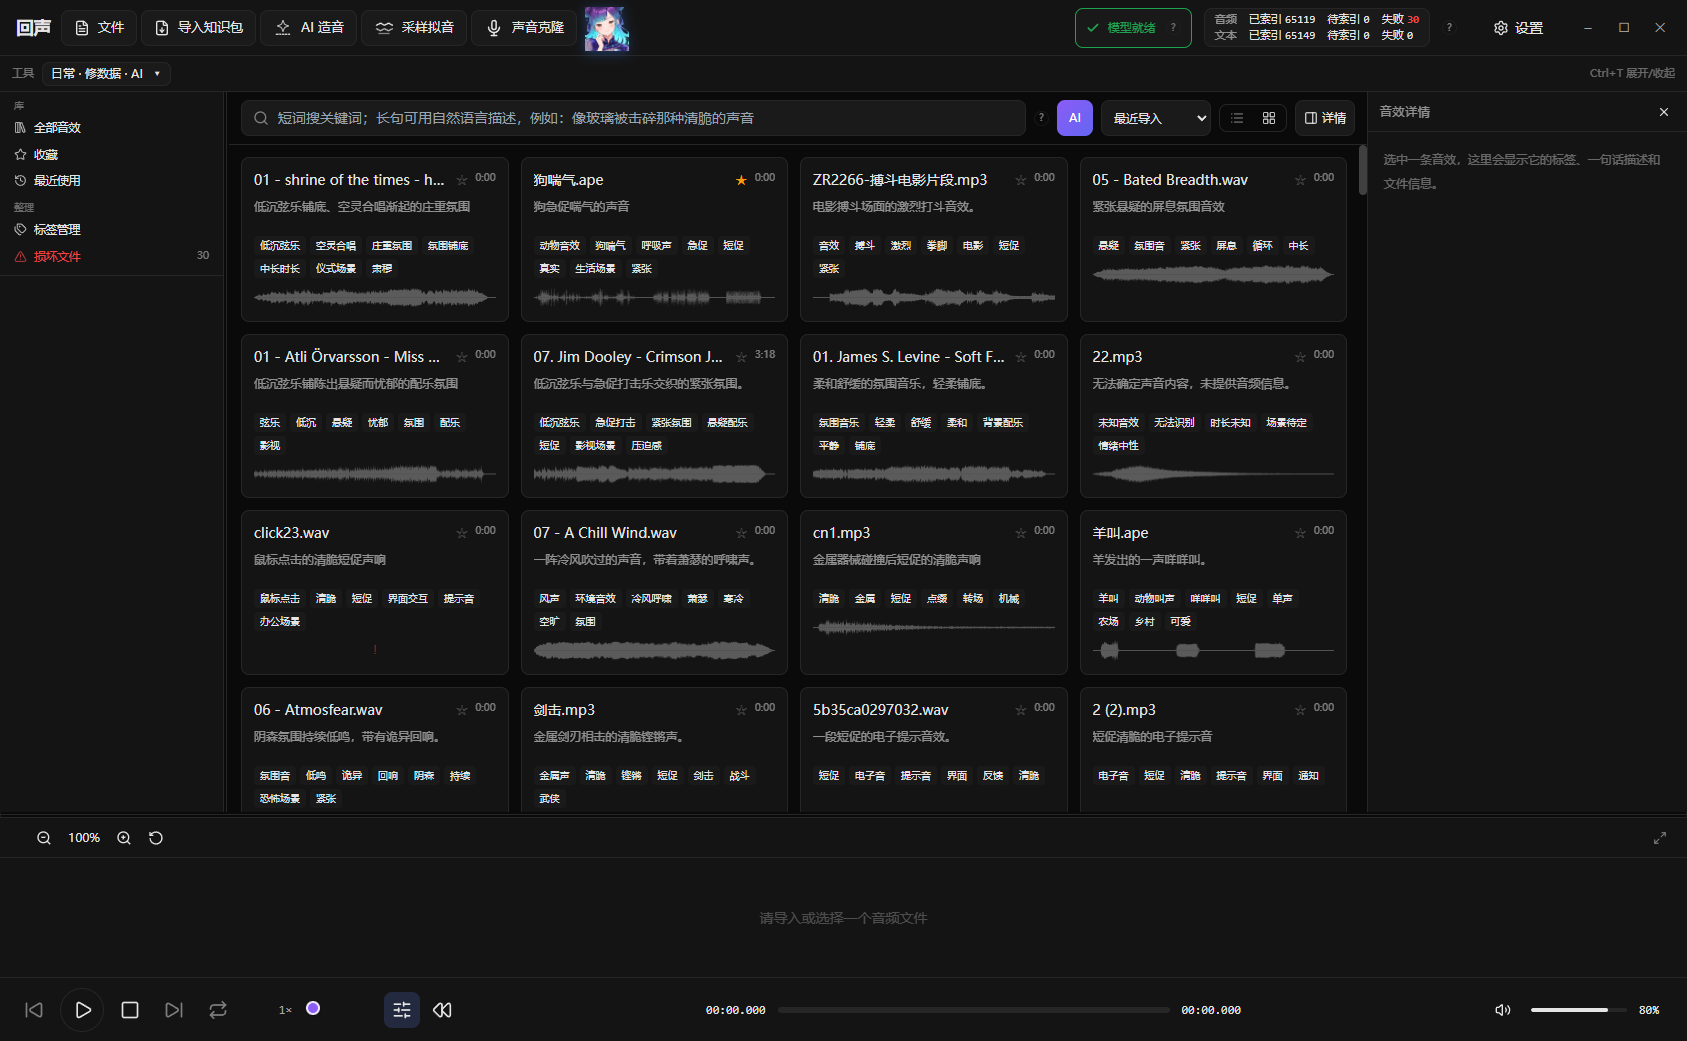 回声 文件 导入知识包 AI 造音 采样拟音 声音克隆 模型就绪 ? 音频 已索引 65119 待索引 0 失败 30 ? 设置
文本 已索引 65149 待索引 0 失败 0
工具 日常 · 修数据 · AI Ctrl+T 展开/收起
库
全部音效
收藏
最近使用
整理
标签管理
损坏文件 30
短词搜关键词；长句可用自然语言描述，例如：像玻璃被击碎那种清脆的声音 ? AI 最近导入 详情
01 - shrine of the times - h... 0:00
低沉弦乐铺底、空灵合唱渐起的庄重氛围
低沉弦乐 空灵合唱 庄重氛围 氛围铺底
中长时长 仪式场景 肃穆
狗喘气.ape 0:00
狗急促喘气的声音
动物音效 狗喘气 呼吸声 急促 短促
真实 生活场景 紧张
ZR2266-搏斗电影片段.mp3 0:00
电影搏斗场面的激烈打斗音效。
音效 搏斗 激烈 拳脚 电影 短促
紧张
05 - Bated Breadth.wav 0:00
紧张悬疑的屏息氛围音效
悬疑 氛围音 紧张 屏息 循环 中长
01 - Atli Örvarsson - Miss ... 0:00
低沉弦乐铺陈出悬疑而忧郁的配乐氛围
弦乐 低沉 悬疑 忧郁 氛围 配乐
影视
07. Jim Dooley - Crimson J... 3:18
低沉弦乐与急促打击乐交织的紧张氛围。
低沉弦乐 急促打击 紧张氛围 悬疑配乐
短促 影视场景 压迫感
01. James S. Levine - Soft F... 0:00
柔和舒缓的氛围音乐，轻柔铺底。
氛围音乐 轻柔 舒缓 柔和 背景配乐
平静 铺底
22.mp3 0:00
无法确定声音内容，未提供音频信息。
未知音效 无法识别 时长未知 场景待定
情绪中性
click23.wav 0:00
鼠标点击的清脆短促声响
鼠标点击 清脆 短促 界面交互 提示音
办公场景
!
07 - A Chill Wind.wav 0:00
一阵冷风吹过的声音，带着萧瑟的呼啸声。
风声 环境音效 冷风呼啸 萧瑟 寒冷
空旷 氛围
cn1.mp3 0:00
金属器械碰撞后短促的清脆声响
清脆 金属 短促 点缀 转场 机械
羊叫.ape 0:00
羊发出的一声咩咩叫。
羊叫 动物叫声 咩咩叫 短促 单声
农场 乡村 可爱
06 - Atmosfear.wav 0:00
阴森氛围持续低鸣，带有诡异回响。
氛围音 低鸣 诡异 回响 阴森 持续
恐怖场景 紧张
剑击.mp3 0:00
金属剑刃相击的清脆铿锵声。
金属声 清脆 铿锵 短促 剑击 战斗
武侠
5b35ca0297032.wav 0:00
一段短促的电子提示音效。
短促 电子音 提示音 界面 反馈 清脆
2 (2).mp3 0:00
短促清脆的电子提示音
电子音 短促 清脆 提示音 界面 通知
音效详情
选中一条音效，这里会显示它的标签、一句话描述和
文件信息。
100%
请导入或选择一个音频文件
1× 00:00.000 00:00.000 80%